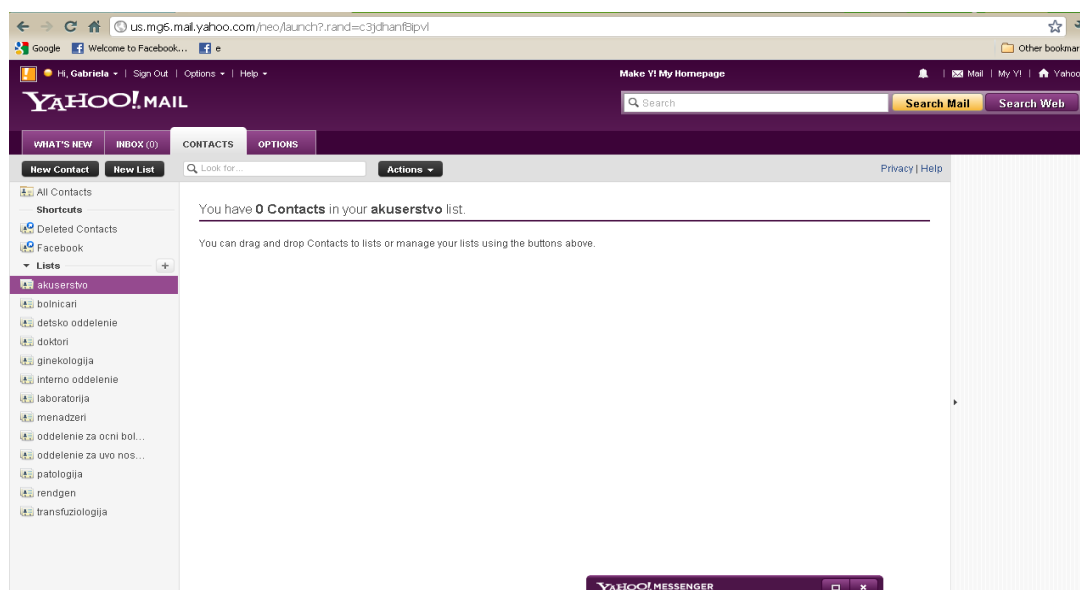 us.mg6.mail.yahoo.com/neo/launch?.rand=c3jdhanf8ipvl
Google Welcome to Facebook... e Other bookmar
Hi, Gabriela | Sign Out | Options | Help Make Y! My Homepage | Mail | My Y! | Yahoo
YAHOO! MAIL Search Search Mail Search Web
WHAT'S NEW INBOX (0) CONTACTS OPTIONS
New Contact New List Look for... Actions Privacy | Help
All Contacts
Shortcuts
Deleted Contacts
Facebook
Lists +
akuserstvo
bolnicari
detsko oddelenie
doktori
ginekologija
interno oddelenie
laboratorija
menadzeri
oddelenie za ocni bol...
oddelenie za uvo nos...
patologija
rendgen
transfuziologija
You have 0 Contacts in your akuserstvo list.
You can drag and drop Contacts to lists or manage your lists using the buttons above.
YAHOO! MESSENGER